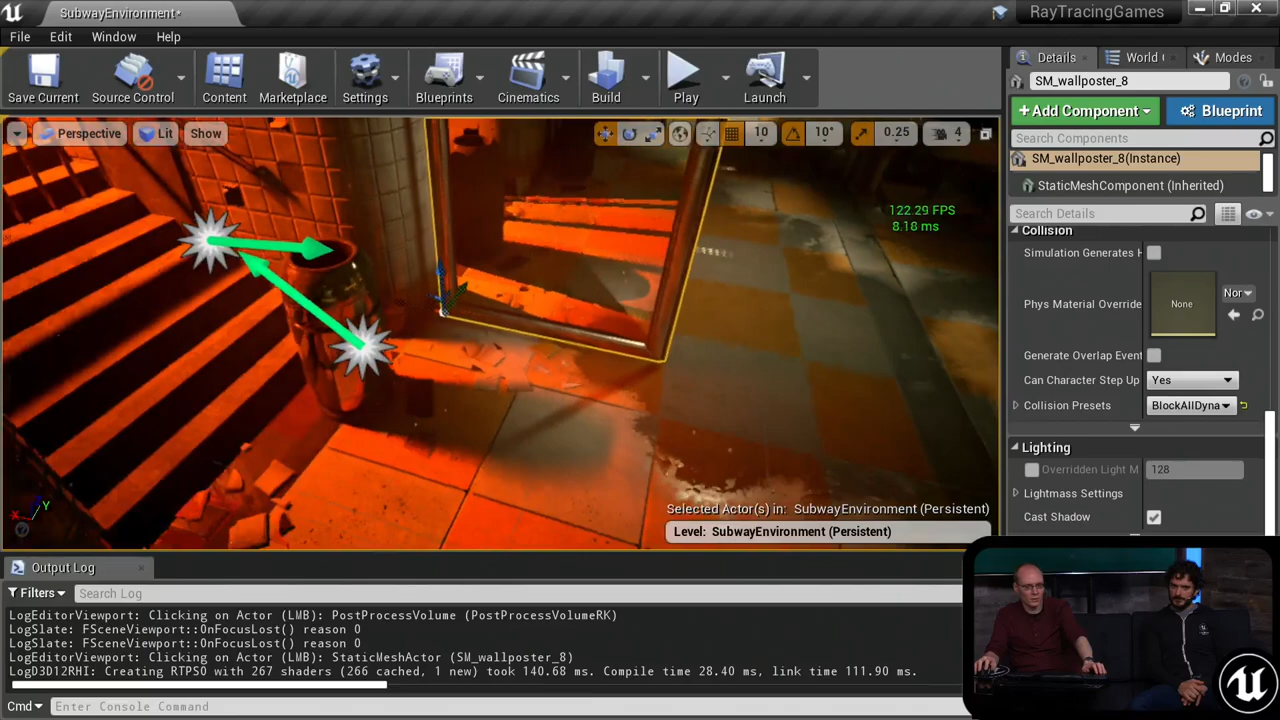 SubwayEnvironment*
RayTracingGames
File Edit Window Help
Save Current
Source Control
Content
Marketplace
Settings
Blueprints
Cinematics
Build
Play
Launch
Perspective
Lit
Show
10
10°
0.25
4
122.29 FPS
8.18 ms
Y
X
Selected Actor(s) in: SubwayEnvironment (Persistent)
Level: SubwayEnvironment (Persistent)
Details
World
Modes
SM_wallposter_8
+Add Component
Blueprint
Search Components
SM_wallposter_8(Instance)
StaticMeshComponent (Inherited)
Search Details
Collision
Simulation Generates H
Phys Material Override
None
Nor
Generate Overlap Event
Can Character Step Up
Yes
Collision Presets
BlockAllDyna
Lighting
Overridden Light M
128
Lightmass Settings
Cast Shadow
Output Log
Filters
Search Log
LogEditorViewport: Clicking on Actor (LMB): PostProcessVolume (PostProcessVolumeRK)
LogSlate: FSceneViewport::OnFocusLost() reason 0
LogSlate: FSceneViewport::OnFocusLost() reason 0
LogEditorViewport: Clicking on Actor (LMB): StaticMeshActor (SM_wallposter_8)
LogD3D12RHI: Creating RTPSO with 267 shaders (266 cached, 1 new) took 140.68 ms. Compile time 28.40 ms, link time 111.90 ms.
Cmd
Enter Console Command